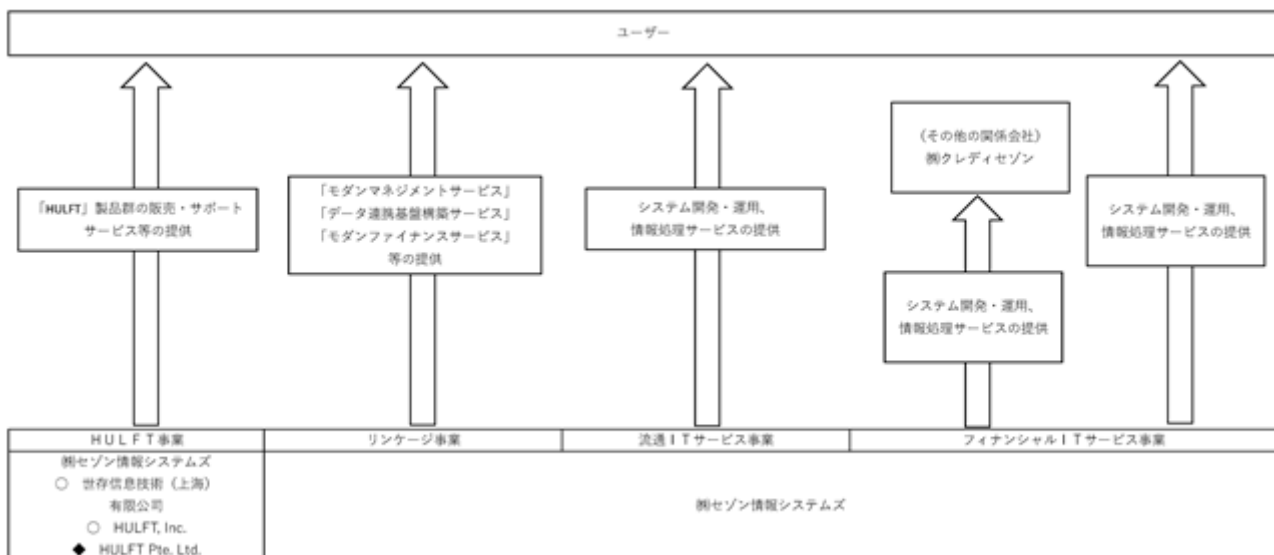 ユーザー
「HULFT」製品群の販売・サポート
サービス等の提供
「モダンマネジメントサービス」
「データ連携基盤構築サービス」
「モダンファイナンスサービス」
等の提供
システム開発・運用、
情報処理サービスの提供
(その他の関係会社)
㈱クレディセゾン
システム開発・運用、
情報処理サービスの提供
システム開発・運用、
情報処理サービスの提供
HULFT事業
リンケージ事業
流通ITサービス事業
フィナンシャルITサービス事業
㈱セゾン情報システムズ
○ 世存信息技術(上海)
有限公司
○ HULFT, Inc.
◆ HULFT Pte. Ltd.
㈱セゾン情報システムズ